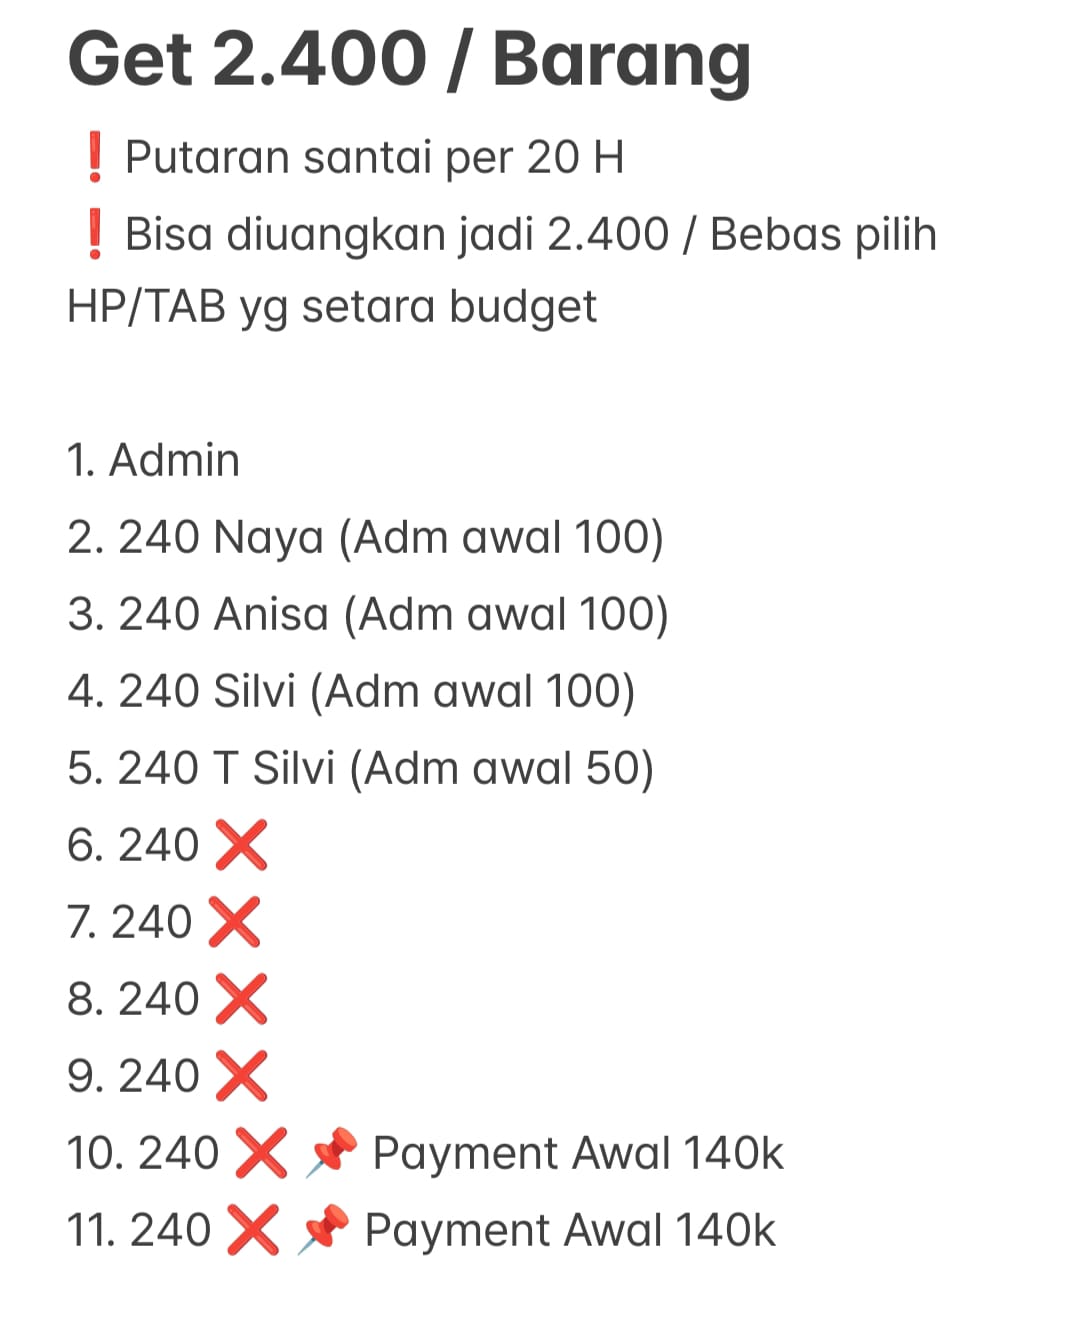 Get 2.400 / Barang
❗Putaran santai per 20 H
❗Bisa diuangkan jadi 2.400 / Bebas pilih
HP/TAB yg setara budget
1. Admin
2. 240 Naya (Adm awal 100)
3. 240 Anisa (Adm awal 100)
4. 240 Silvi (Adm awal 100)
5. 240 T Silvi (Adm awal 50)
6. 240 ❌
7. 240 ❌
8. 240 ❌
9. 240 ❌
10. 240 ❌ 📌 Payment Awal 140k
11. 240 ❌ 📌 Payment Awal 140k